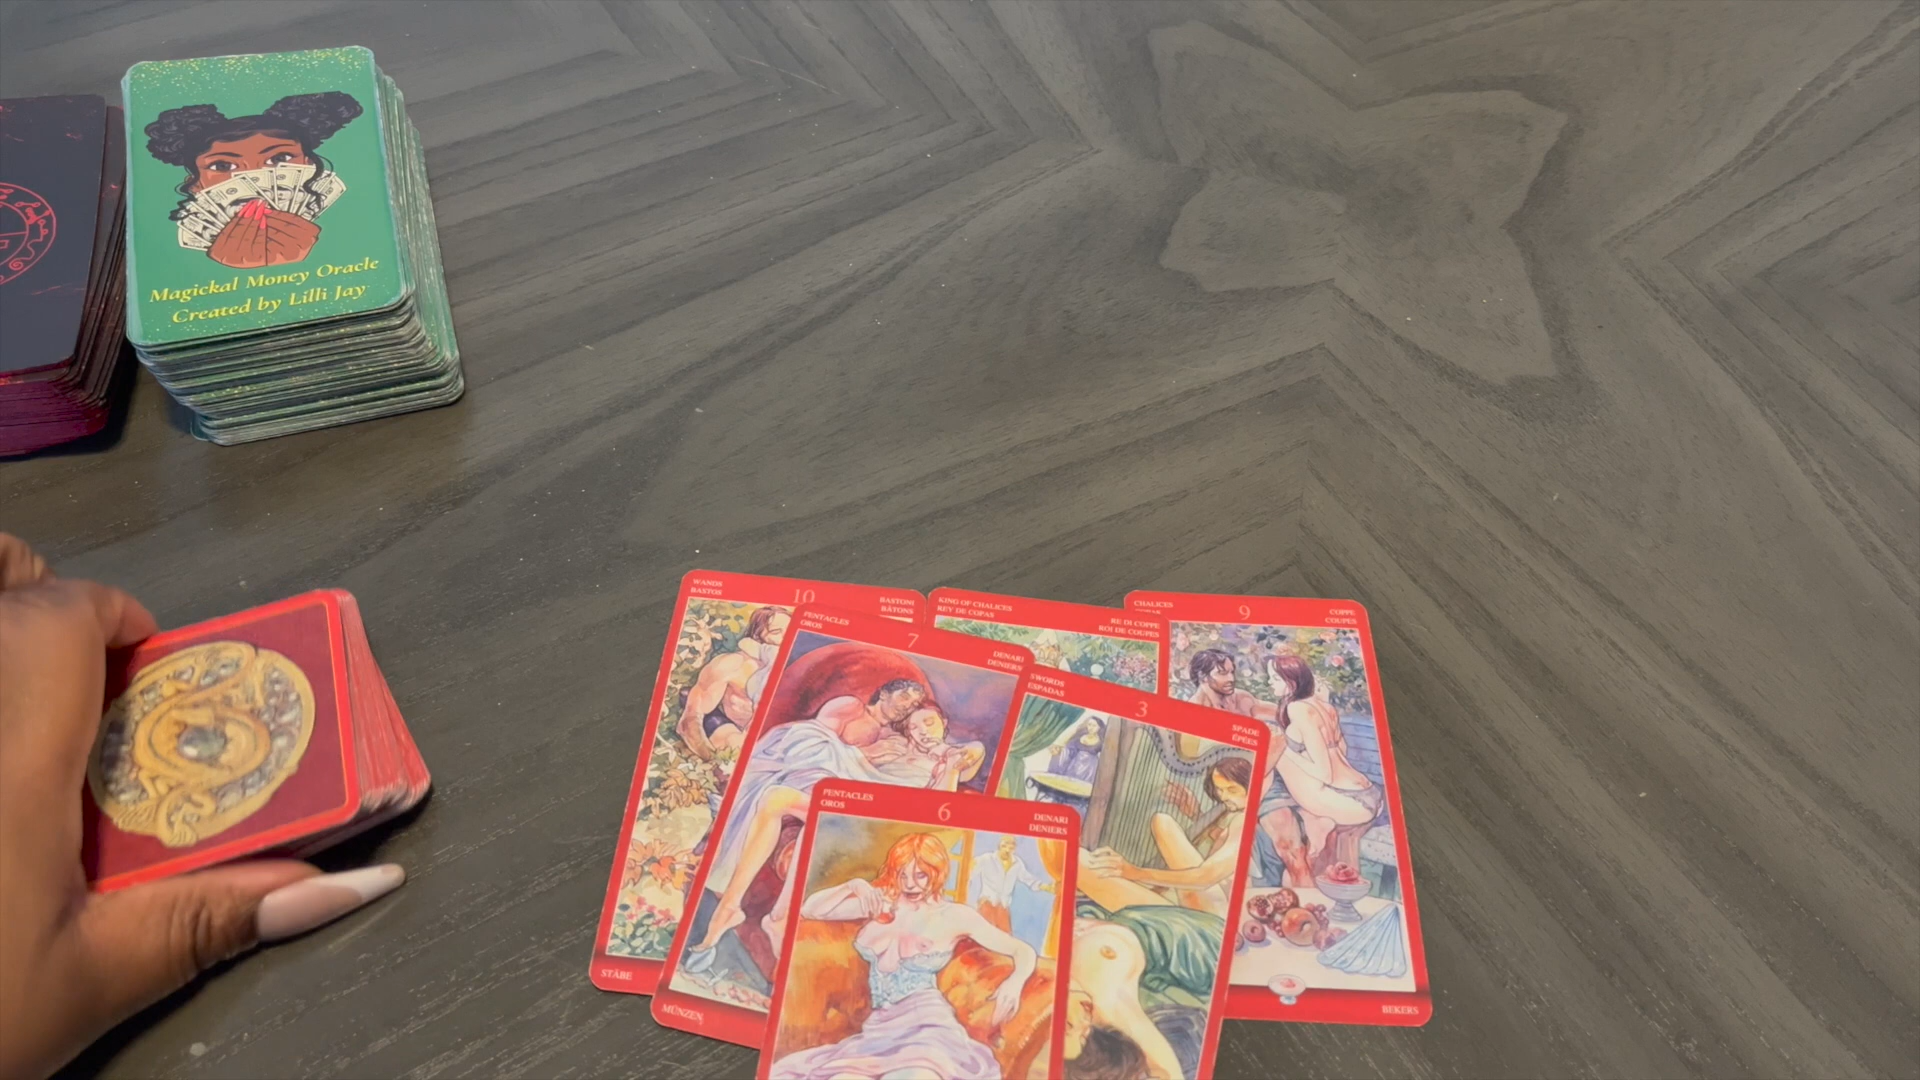 Magickal Money Oracle
Created by Lilli Jay
WANDS
BASTOS
10
BASTONI
BÂTONS
STÄBE
PENTACLES
OROS
7
DENARI
DENIERS
MÜNZEN
KING OF CHALICES
REY DE COPAS
RE DI COPPE
ROI DE COUPES
SWORDS
ESPADAS
3
SPADE
ÉPÉES
CHALICES
9
COPPE
COUPES
BEKERS
PENTACLES
OROS
6
DENARI
DENIERS